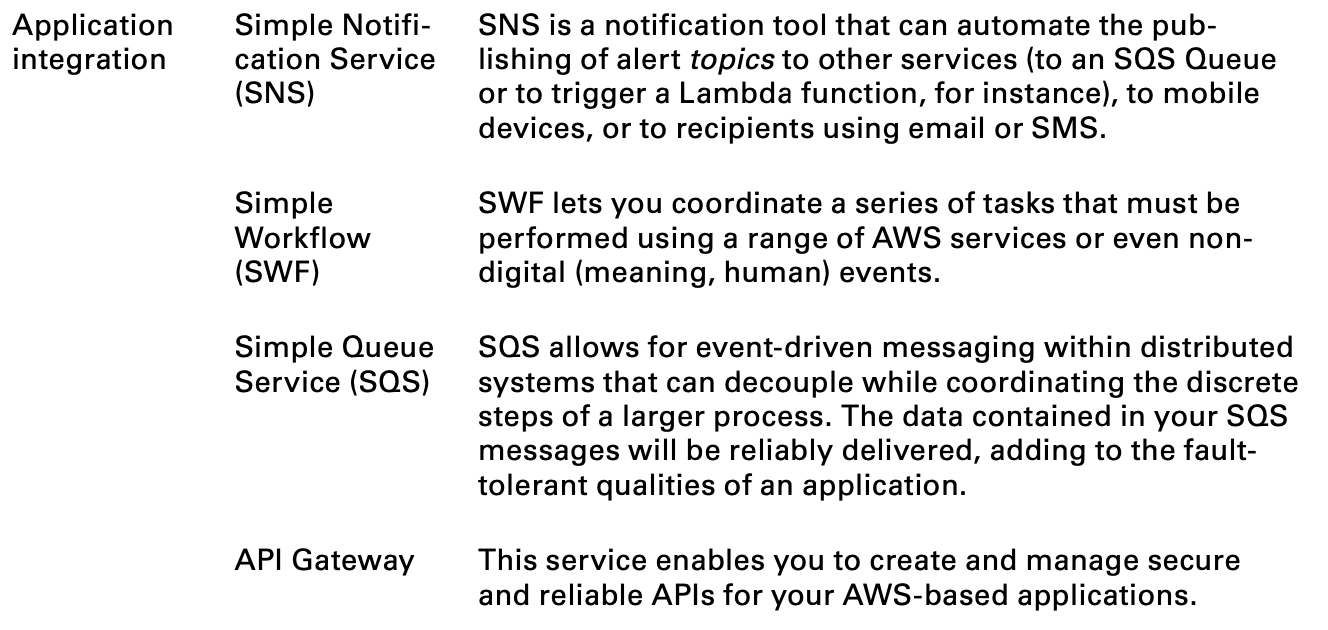 Application
integration
Simple Notifi-
cation Service
(SNS)
SNS is a notification tool that can automate the pub-
lishing of alert topics to other services (to an SQS Queue
or to trigger a Lambda function, for instance), to mobile
devices, or to recipients using email or SMS.
Simple
Workflow
(SWF)
SWF lets you coordinate a series of tasks that must be
performed using a range of AWS services or even non-
digital (meaning, human) events.
Simple Queue
Service (SQS)
SQS allows for event-driven messaging within distributed
systems that can decouple while coordinating the discrete
steps of a larger process. The data contained in your SQS
messages will be reliably delivered, adding to the fault-
tolerant qualities of an application.
API Gateway
This service enables you to create and manage secure
and reliable APIs for your AWS-based applications.